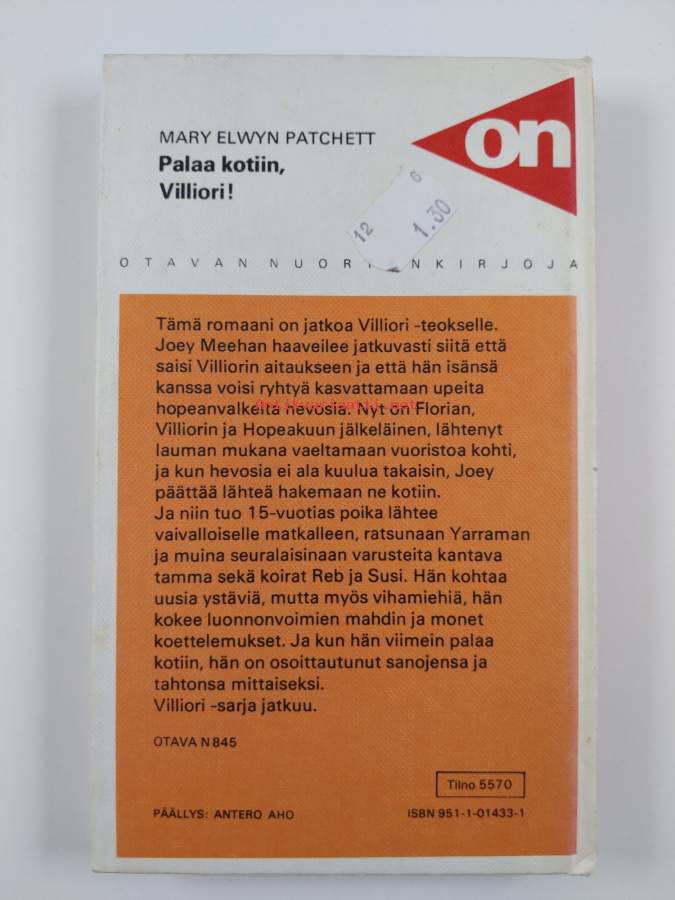 MARY ELWYN PATCHETT
Palaa kotiin,
Villiori!
on
12
6
1.30
OTAVAN NUORTENKIRJOJA
Tämä romaani on jatkoa Villiori -teokselle.
Joey Meehan haaveilee jatkuvasti siitä että
saisi Villiorin aitaukseen ja että hän isänsä
kanssa voisi ryhtyä kasvattamaan upeita
hopeanvalkeita hevosia. Nyt on Florian,
Villiorin ja Hopeakuun jälkeläinen, lähtenyt
lauman mukana vaeltamaan vuoristoa kohti,
ja kun hevosia ei ala kuulua takaisin, Joey
päättää lähteä hakemaan ne kotiin.
Ja niin tuo 15-vuotias poika lähtee
vaivalloiselle matkalleen, ratsunaan Yarraman
ja muina seuralaisinaan varusteita kantava
tamma sekä koirat Reb ja Susi. Hän kohtaa
uusia ystäviä, mutta myös vihamiehiä, hän
kokee luonnonvoimien mahdin ja monet
koettelemukset. Ja kun hän viimein palaa
kotiin, hän on osoittautunut sanojensa ja
tahtonsa mittaiseksi.
Villiori -sarja jatkuu.
OTAVA N 845
Tilno 5570
PÄÄLLYS: ANTERO AHO
ISBN 951-1-01433-1